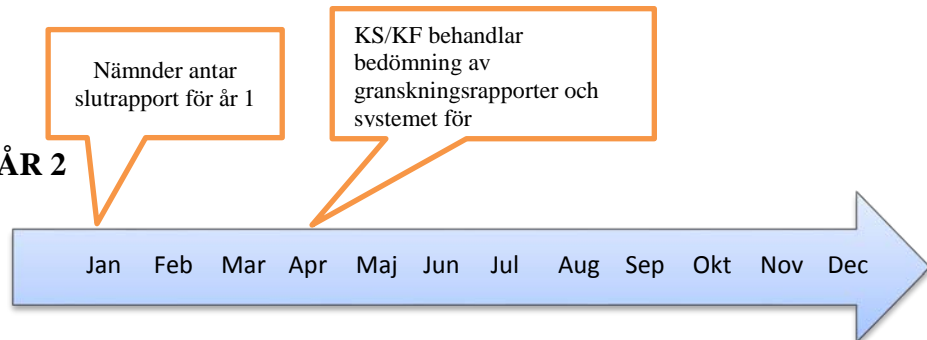 Nämnder antar
slutrapport för år 1
KS/KF behandlar
bedömning av
granskningsrapporter och
systemet för
ÅR 2
Jan Feb Mar Apr Maj Jun Jul Aug Sep Okt Nov Dec